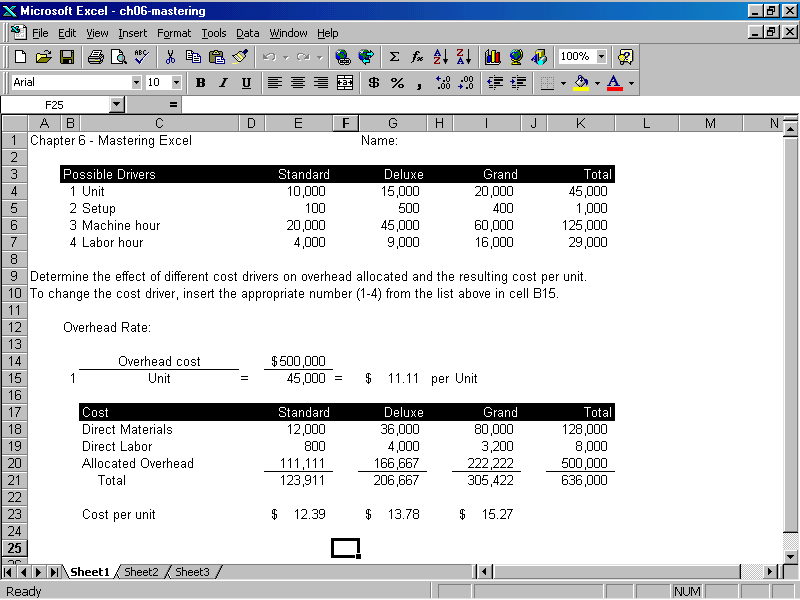 Microsoft Excel - ch06-mastering
File Edit View Insert Format Tools Data Window Help
100%
Arial 10 B I U $ % ,
F25 =
A B C D E F G H I J K L M N
1 Chapter 6 - Mastering Excel Name:
2
3 Possible Drivers Standard Deluxe Grand Total
4 1 Unit 10,000 15,000 20,000 45,000
5 2 Setup 100 500 400 1,000
6 3 Machine hour 20,000 45,000 60,000 125,000
7 4 Labor hour 4,000 9,000 16,000 29,000
8
9 Determine the effect of different cost drivers on overhead allocated and the resulting cost per unit.
10 To change the cost driver, insert the appropriate number (1-4) from the list above in cell B15.
11
12 Overhead Rate:
13
14 Overhead cost $500,000
15 1 Unit = 45,000 = $ 11.11 per Unit
16
17 Cost Standard Deluxe Grand Total
18 Direct Materials 12,000 36,000 80,000 128,000
19 Direct Labor 800 4,000 3,200 8,000
20 Allocated Overhead 111,111 166,667 222,222 500,000
21 Total 123,911 206,667 305,422 636,000
22
23 Cost per unit $ 12.39 $ 13.78 $ 15.27
24
25
Sheet1 Sheet2 Sheet3
Ready NUM